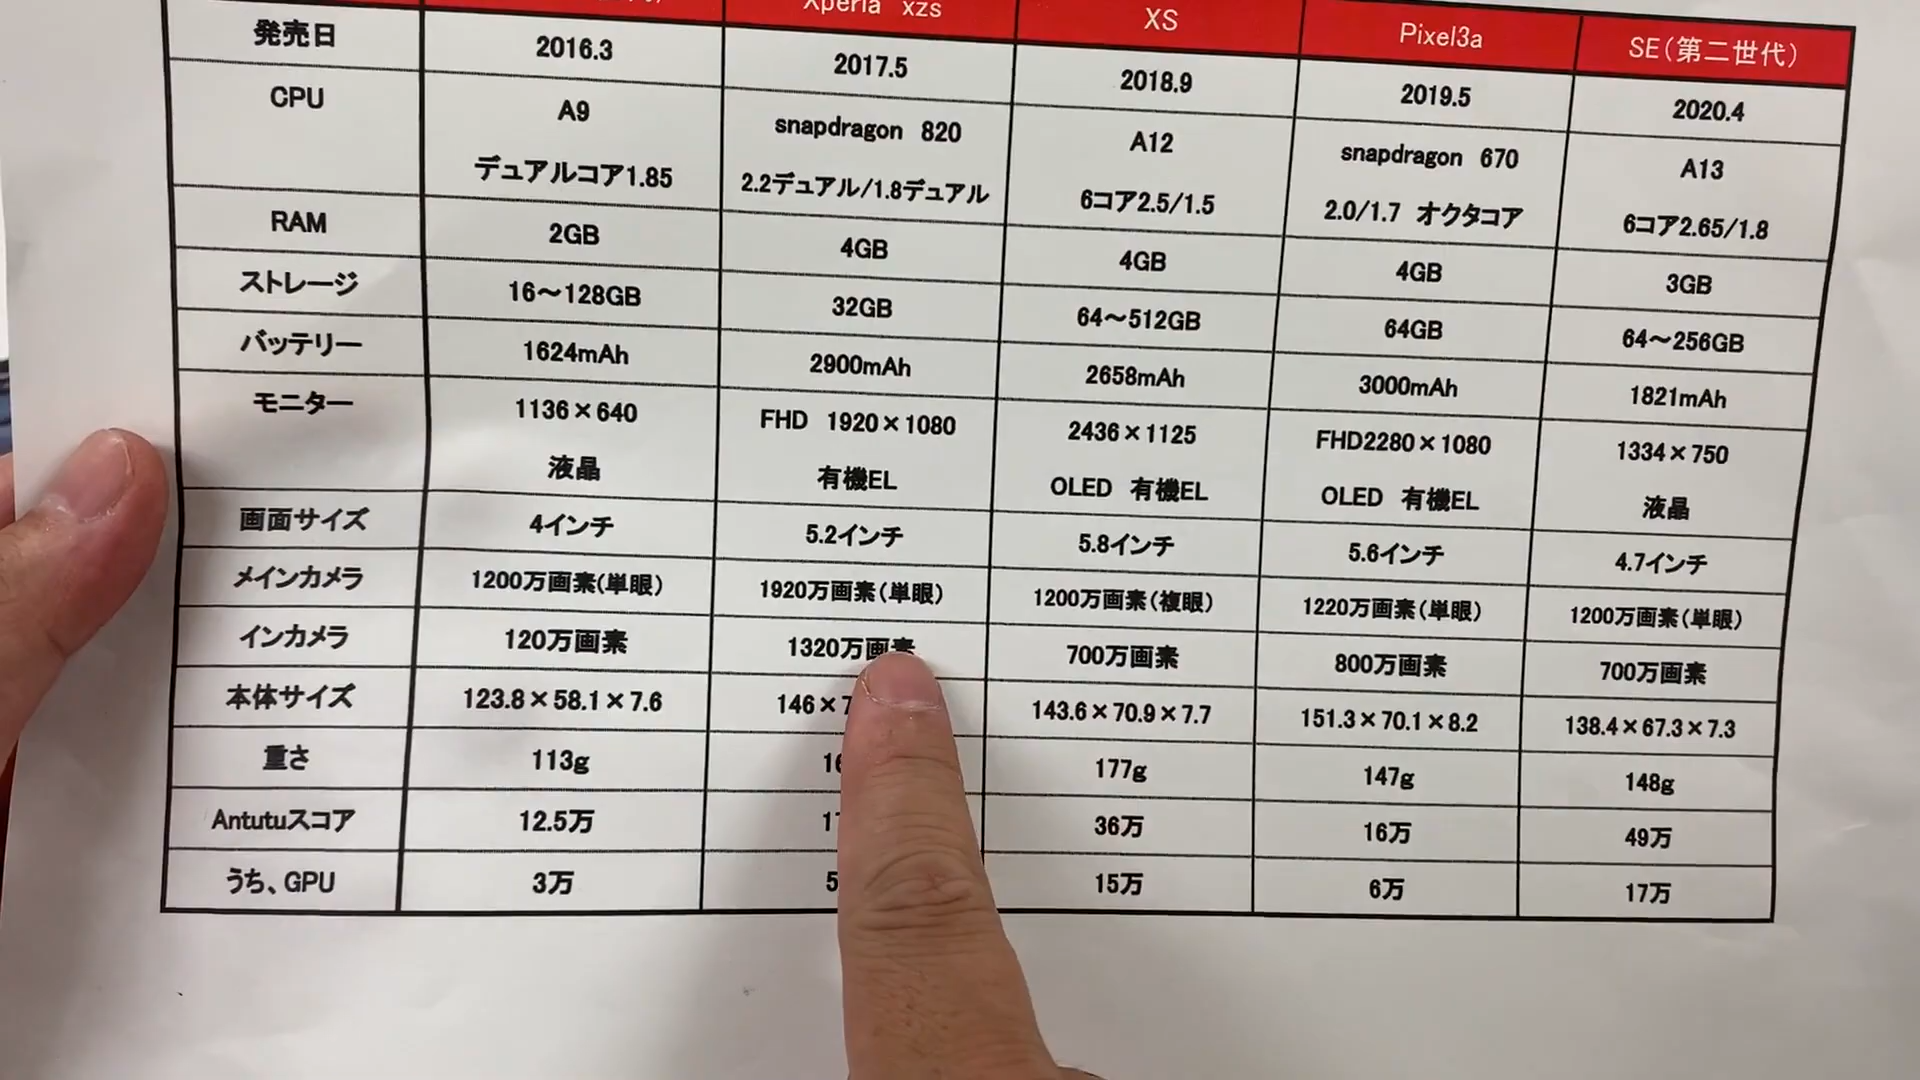 Xperia xzs XS Pixel3a SE(第二世代)
発売日 2016.3 2017.5 2018.9 2019.5 2020.4
CPU A9 snapdragon 820 A12 snapdragon 670 A13
デュアルコア1.85 2.2デュアル/1.8デュアル 6コア2.5/1.5 2.0/1.7 オクタコア 6コア2.65/1.8
RAM 2GB 4GB 4GB 4GB 3GB
ストレージ 16～128GB 32GB 64～512GB 64GB 64～256GB
バッテリー 1624mAh 2900mAh 2658mAh 3000mAh 1821mAh
モニター 1136×640 FHD 1920×1080 2436×1125 FHD2280×1080 1334×750
液晶 有機EL OLED 有機EL OLED 有機EL 液晶
画面サイズ 4インチ 5.2インチ 5.8インチ 5.6インチ 4.7インチ
メインカメラ 1200万画素(単眼) 1920万画素(単眼) 1200万画素(複眼) 1220万画素(単眼) 1200万画素(単眼)
インカメラ 120万画素 1320万画素 700万画素 800万画素 700万画素
本体サイズ 123.8×58.1×7.6 146×7 143.6×70.9×7.7 151.3×70.1×8.2 138.4×67.3×7.3
重さ 113g 177g 147g 148g
Antutuスコア 12.5万 36万 16万 49万
うち、GPU 3万 15万 6万 17万